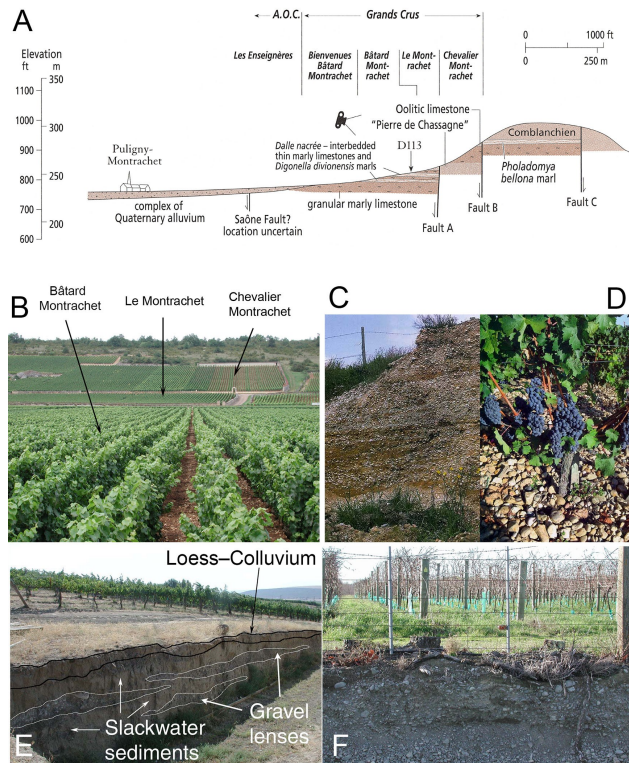 A
A.O.C.
Grands Crus
Elevation
ft
m
Les Enseignères
Bienvenues
Bâtard
Montrachet
Bâtard
Mont-
rachet
Le Mont-
rachet
Chevalier
Mont-
rachet
0
1000 ft
0
250 m
1100
1000
900
800
700
600
350
300
250
200
Oolitic limestone
"Pierre de Chassagne"
Comblanchien
Puligny-
Montrachet
Dalle nacrée – interbedded
thin marly limestones and
Digonella divionensis marls
D113
Pholadomya
bellona marl
complex of
Quaternary alluvium
Saône Fault?
location uncertain
granular marly limestone
Fault A
Fault B
Fault C
B
Bâtard
Montrachet
Le Montrachet
Chevalier
Montrachet
C
D
Loess–Colluvium
Slackwater
sediments
Gravel
lenses
E
F